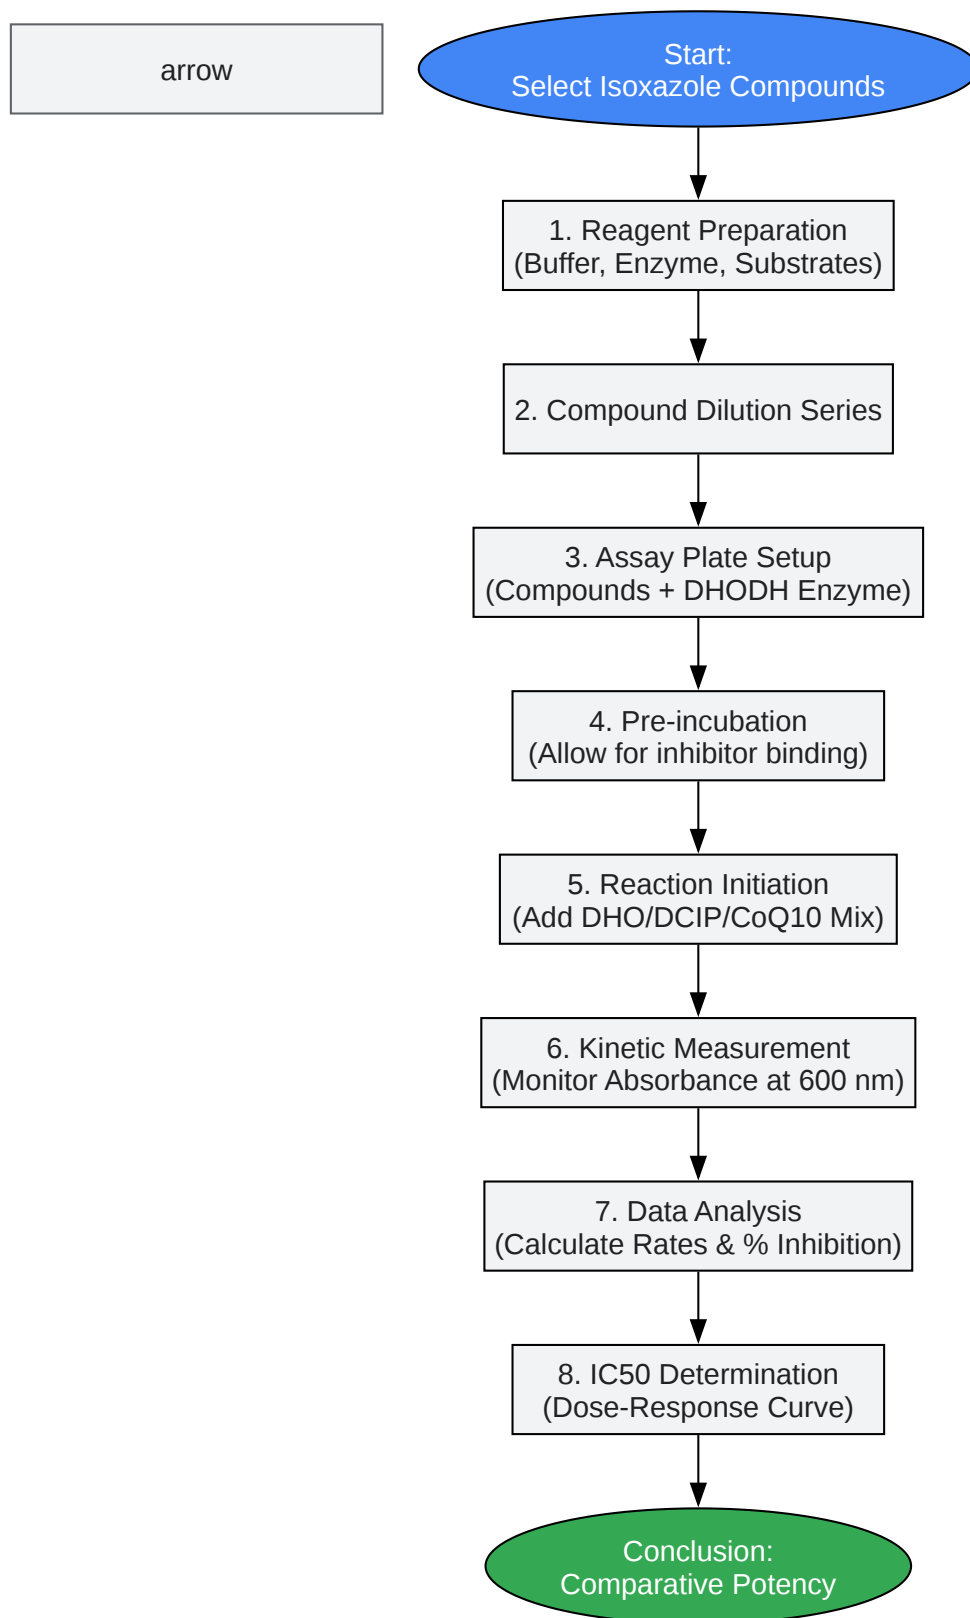 arrow
Start:
Select Isoxazole Compounds
1. Reagent Preparation
(Buffer, Enzyme, Substrates)
2. Compound Dilution Series
3. Assay Plate Setup
(Compounds + DHODH Enzyme)
4. Pre-incubation
(Allow for inhibitor binding)
5. Reaction Initiation
(Add DHO/DCIP/CoQ10 Mix)
6. Kinetic Measurement
(Monitor Absorbance at 600 nm)
7. Data Analysis
(Calculate Rates & % Inhibition)
8. IC50 Determination
(Dose-Response Curve)
Conclusion:
Comparative Potency